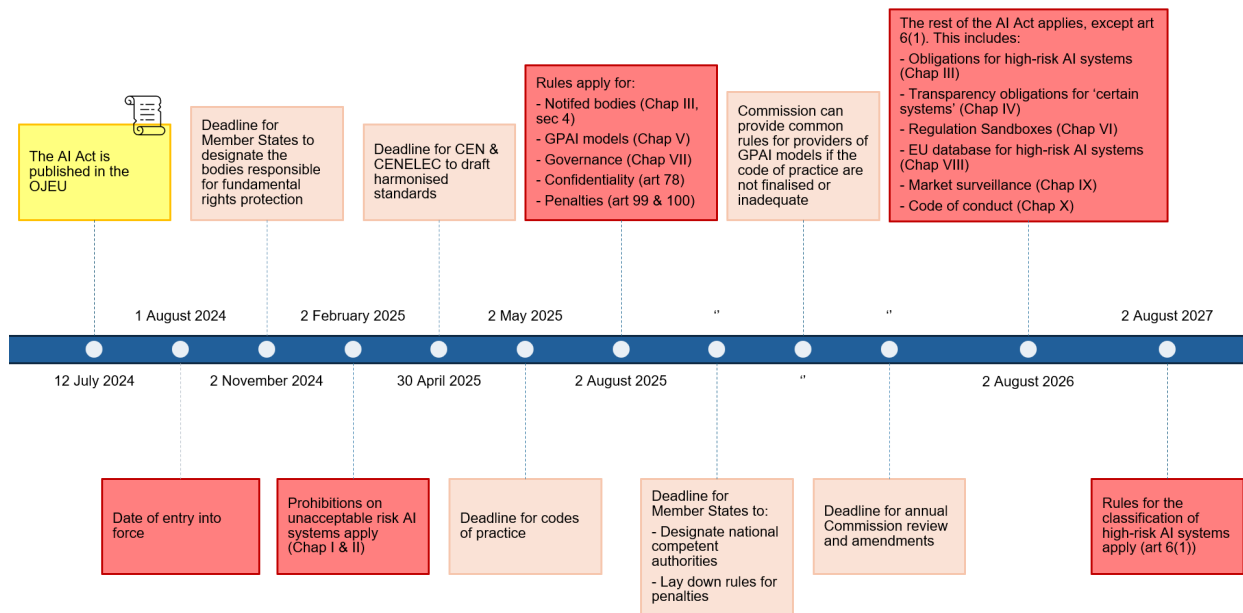 The AI Act is
published in the
OJEU
Deadline for
Member States to
designate the
bodies responsible
for fundamental
rights protection
Deadline for CEN &
CENELEC to draft
harmonised
standards
Rules apply for:
- Notifed bodies (Chap III,
sec 4)
- GPAI models (Chap V)
- Governance (Chap VII)
- Confidentiality (art 78)
- Penalties (art 99 & 100)
Commission can
provide common
rules for providers
of GPAI models if the
code of practice are
not finalised or
inadequate
The rest of the AI Act applies, except art
6(1). This includes:
- Obligations for high-risk AI systems
(Chap III)
- Transparency obligations for ‘certain
systems’ (Chap IV)
- Regulation Sandboxes (Chap VI)
- EU database for high-risk AI systems
(Chap VIII)
- Market surveillance (Chap IX)
- Code of conduct (Chap X)
1 August 2024
2 February 2025
2 May 2025
‘’
‘’
2 August 2027
12 July 2024
2 November 2024
30 April 2025
2 August 2025
‘’
2 August 2026
Date of entry into
force
Prohibitions on
unacceptable risk AI
systems apply
(Chap I & II)
Deadline for codes
of practice
Deadline for
Member States to:
- Designate national
competent
authorities
- Lay down rules for
penalties
Deadline for annual
Commission review
and amendments
Rules for the
classification of
high-risk AI systems
apply (art 6(1))